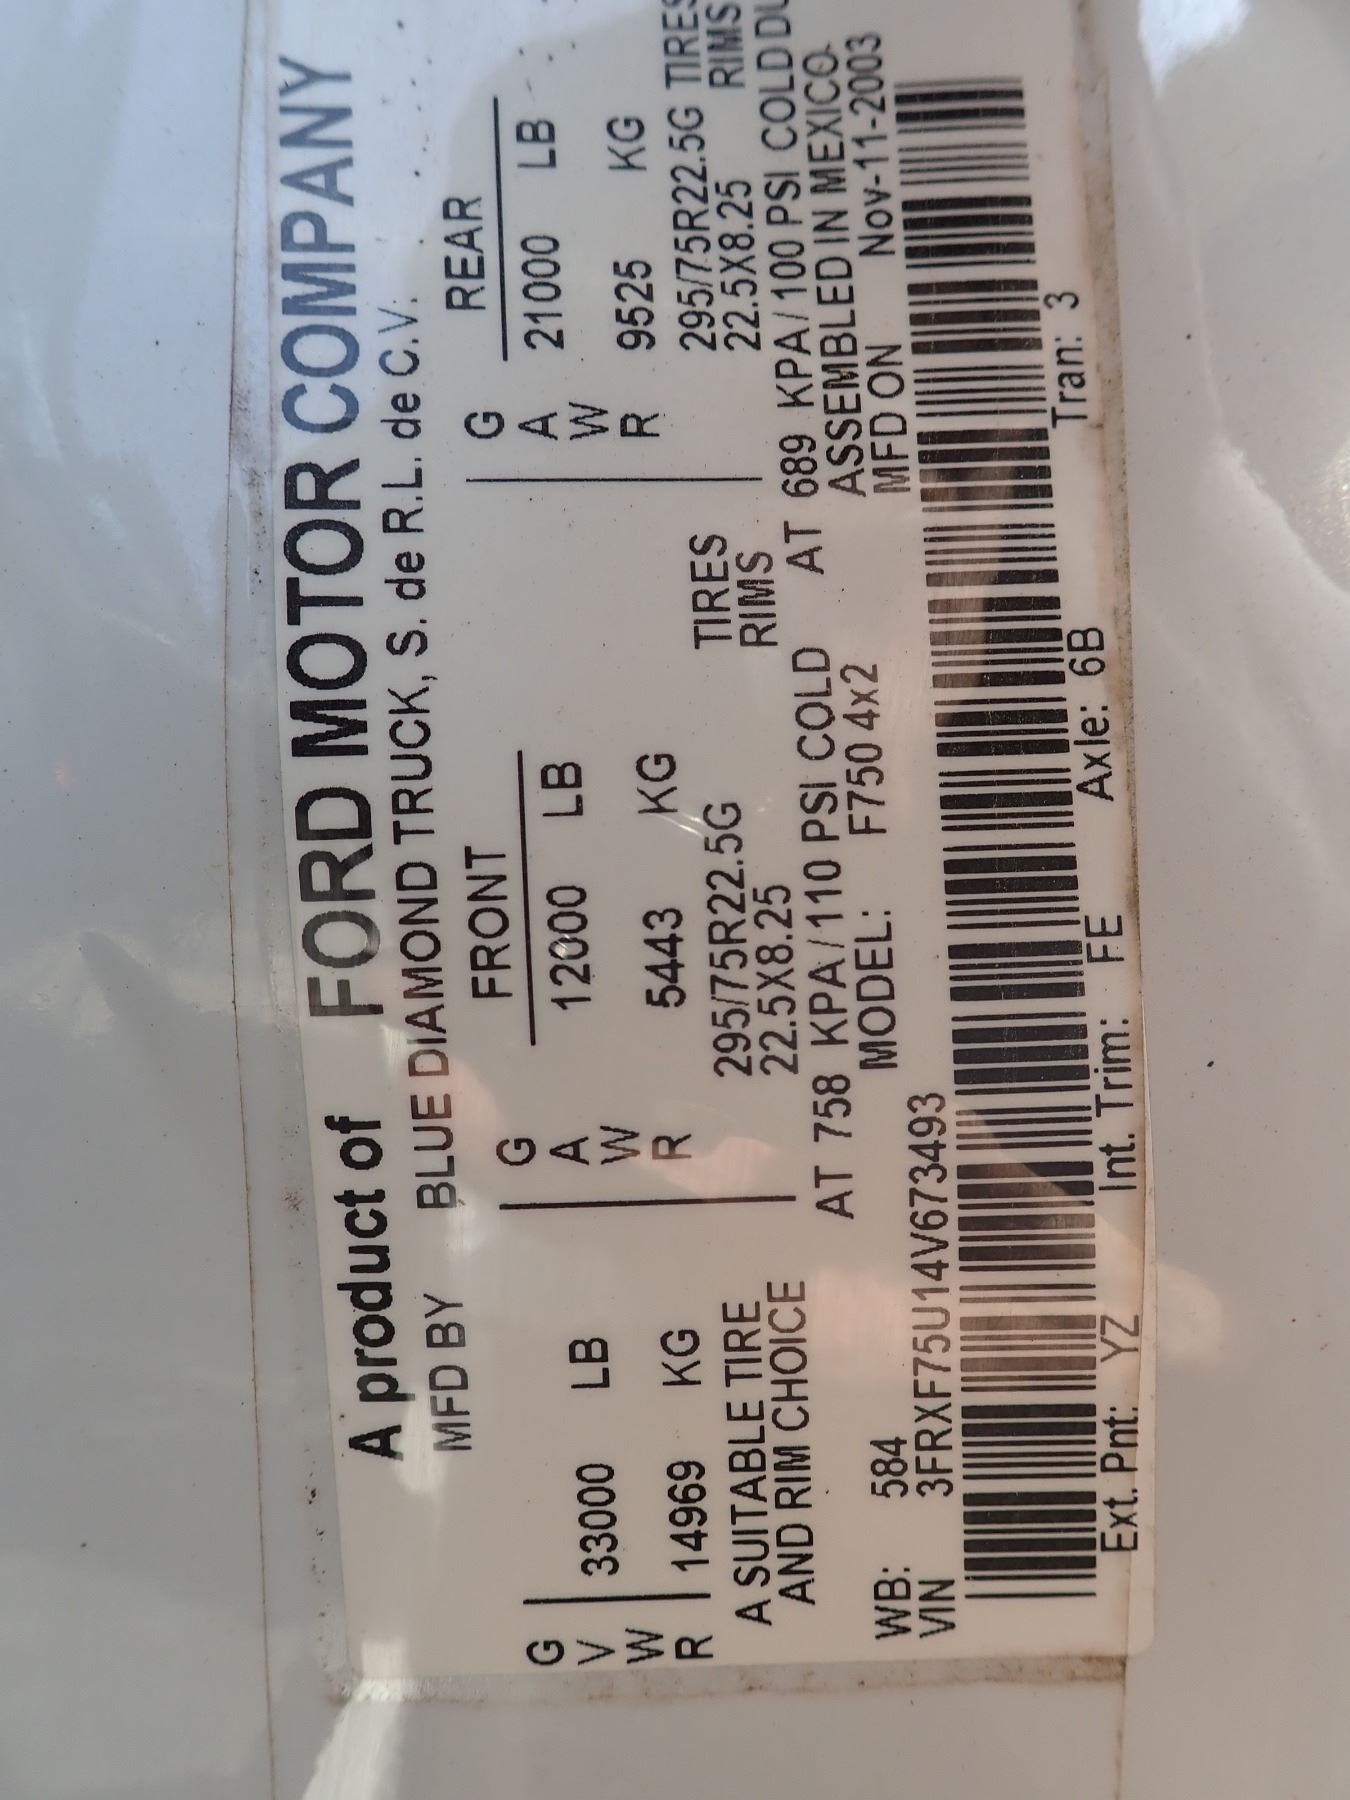 A product of FORD MOTOR COMPANY
MFD BY BLUE DIAMOND TRUCK, S. de R.L. de C.V.
FRONT REAR
GVWR 33000 LB GAWR 12000 LB GAWR 21000 LB
14969 KG 5443 KG 9525 KG
A SUITABLE TIRE 295/75R22.5G TIRES 295/75R22.5G TIRES
AND RIM CHOICE 22.5X8.25 RIMS 22.5X8.25 RIMS
AT 758 KPA/110 PSI COLD AT 689 KPA/100 PSI COLD
WB: 584 MODEL: F750 4x2 ASSEMBLED IN MEXICO
VIN 3FRXF75U14V673493 MFD ON Nov-11-2003
Ext. Pnt: YZ Int. Trim: FE Axle: 6B Tran: 3